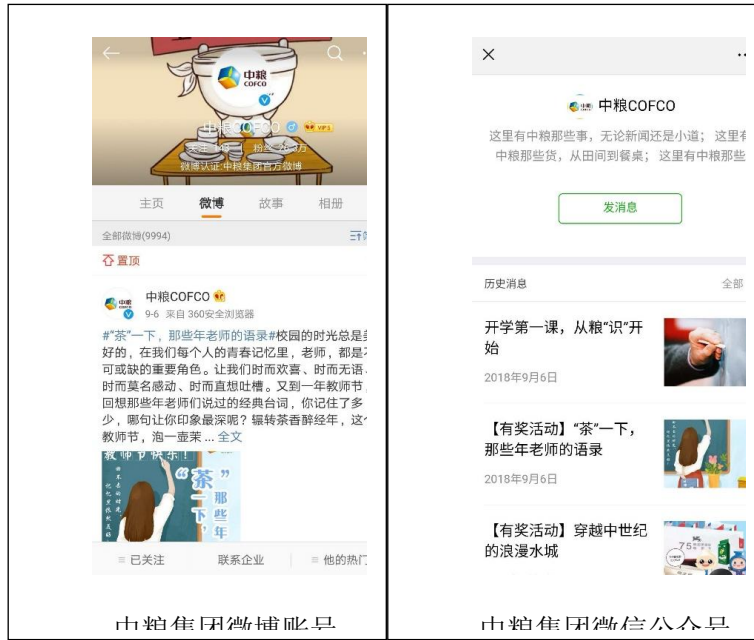 中粮
COFCO
中粮COFCO
VIP5
微博认证:中粮集团官方微博
主页 微博 故事 相册
全部微博(9994)
置顶
中粮COFCO
9-6 来自 360安全浏览器
#“茶”一下，那些年老师的语录#校园的时光总是
好的，在我们每个人的青春记忆里，老师，都是
可或缺的重要角色。让我们时而欢喜、时而无语、
时而莫名感动、时而直想吐槽。又到一年教师节
回想那些年老师们说过的经典台词，你记住了多
少，哪句让你印象最深呢？辗转茶香醉经年，这
教师节，泡一壶茉 ... 全文
教师节快乐！
“茶”
一下，
那些年
已关注 联系企业 他的热门
中粮集团微博账号
中粮COFCO
这里有中粮那些事，无论新闻还是小道； 这里有
中粮那些货，从田间到餐桌； 这里有中粮那些
发消息
历史消息 全部
开学第一课，从粮“识”开
始
2018年9月6日
【有奖活动】“茶”一下，
那些年老师的语录
2018年9月6日
【有奖活动】穿越中世纪
的浪漫水城
75
中粮集团微信公众号